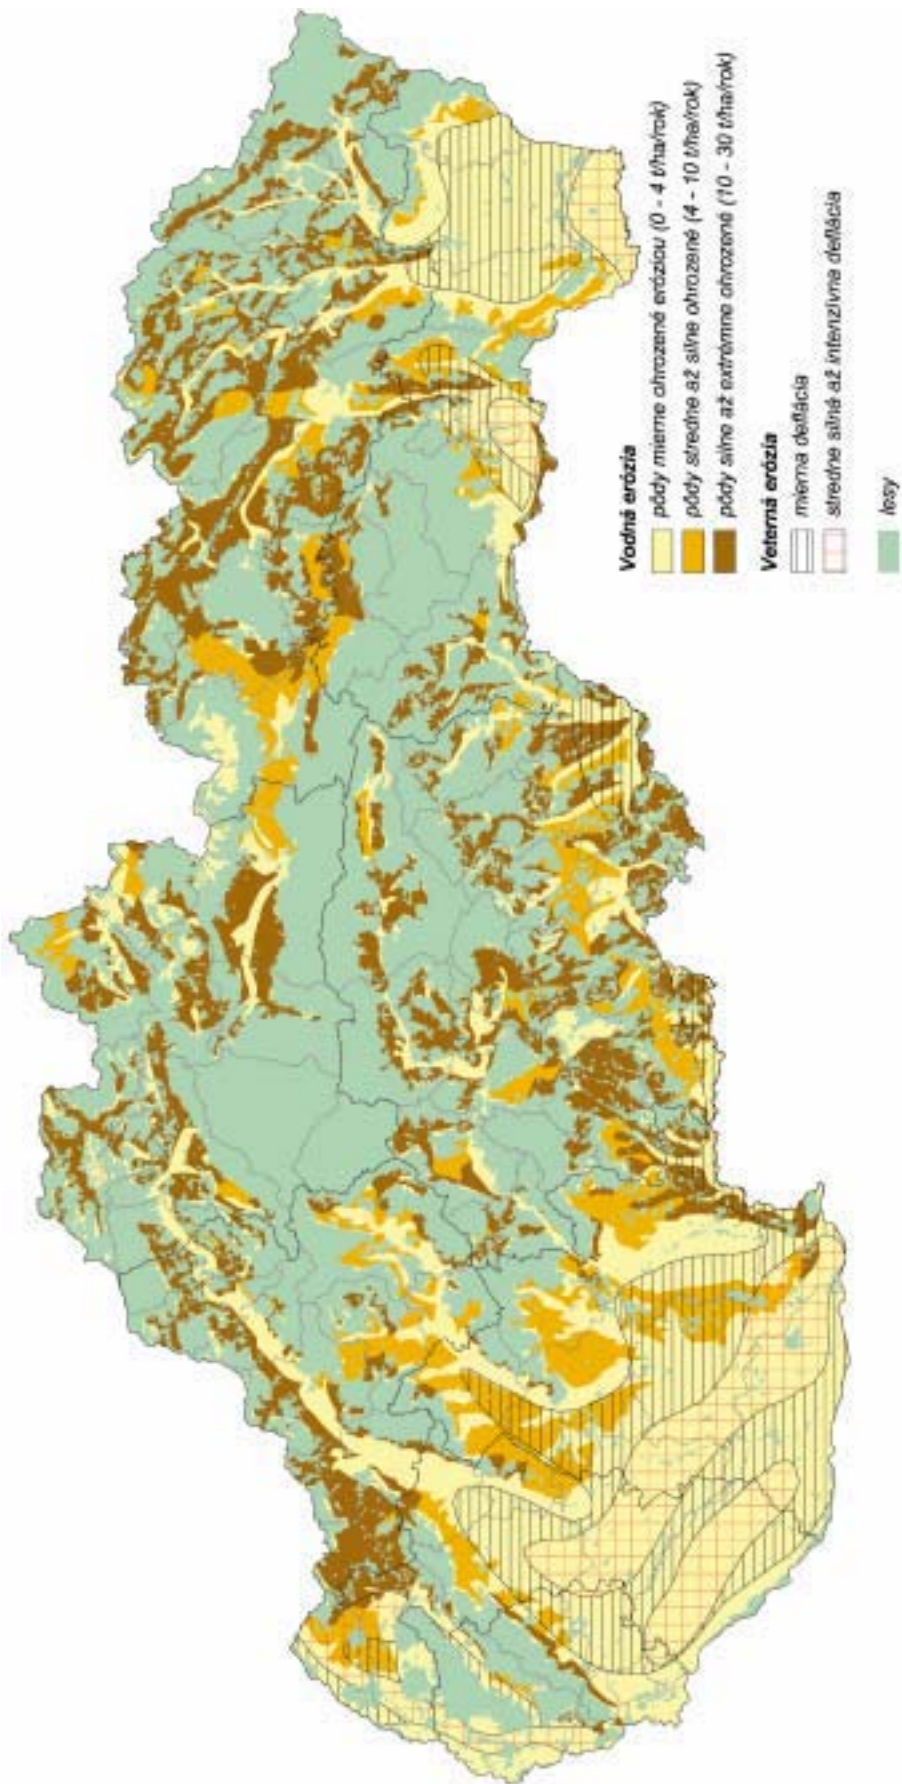 Vodná erózia
pôdy mierne ohrozené eróziou (0 - 4 t/ha/rok)
pôdy stredne až silne ohrozené (4 - 10 t/ha/rok)
pôdy silne až extrémne ohrozené (10 - 30 t/ha/rok)
Veterná erózia
mierna deflácia
stredne silná až intenzívna deflácia
lesy